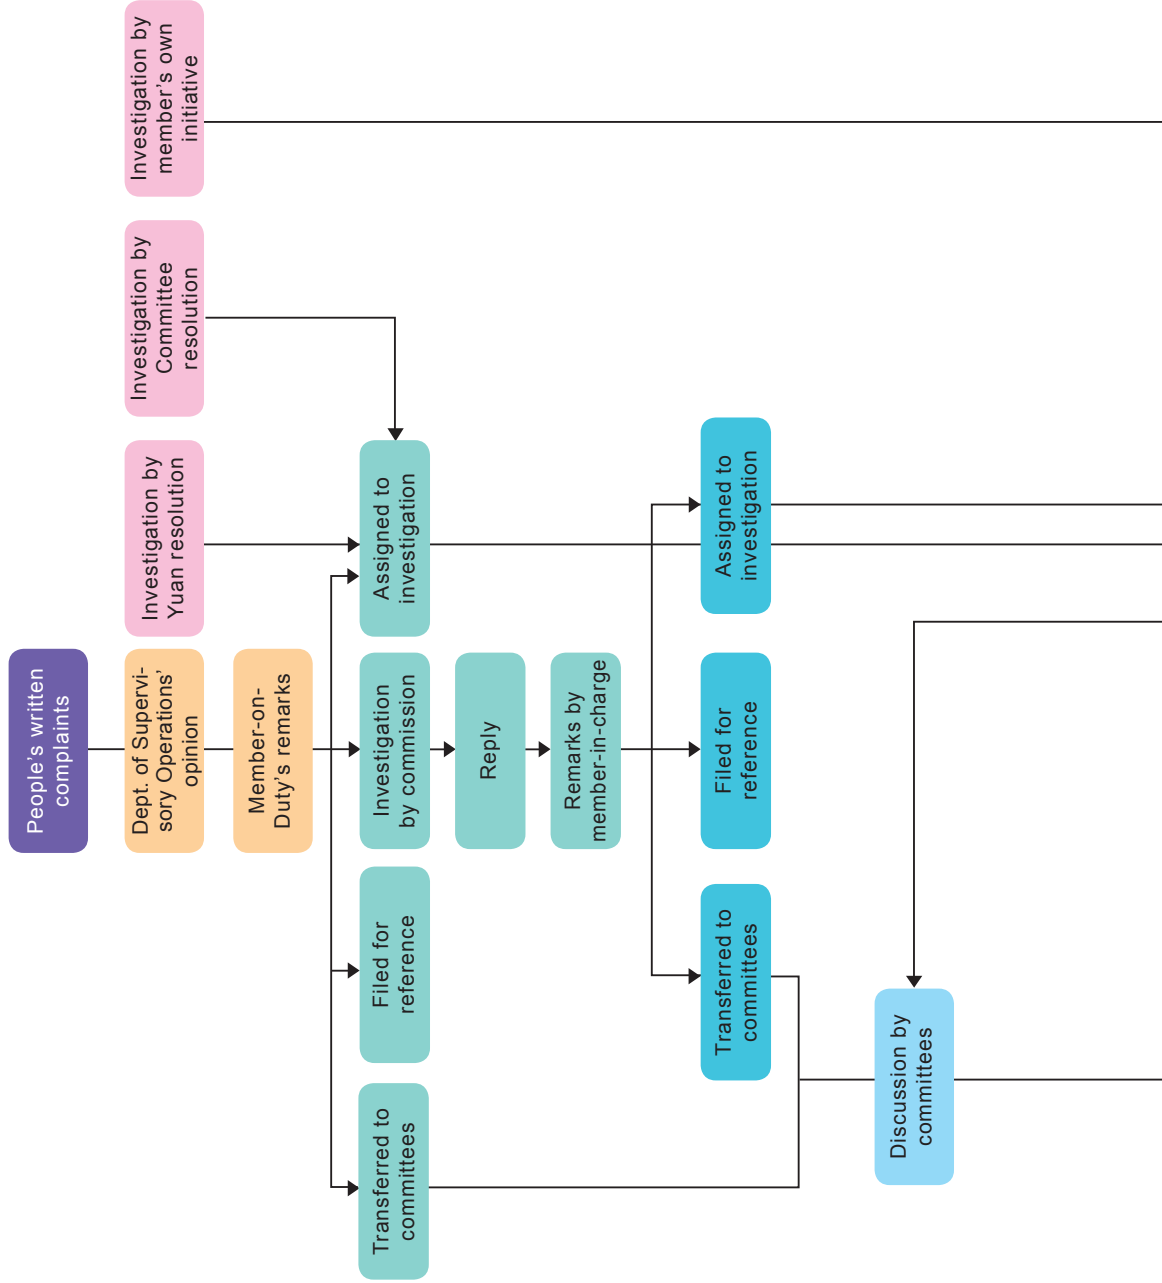 People's written
complaints
Investigation by
member's own
initiative
Investigation by
Committee
resolution
Investigation by
Yuan resolution
Dept. of Supervi-
sory Operations'
opinion
Member-on-
Duty's remarks
Assigned to
investigation
Investigation
by commission
Filed for
reference
Transferred to
committees
Reply
Remarks by
member-in-charge
Assigned to
investigation
Filed for
reference
Transferred to
committees
Discussion by
committees